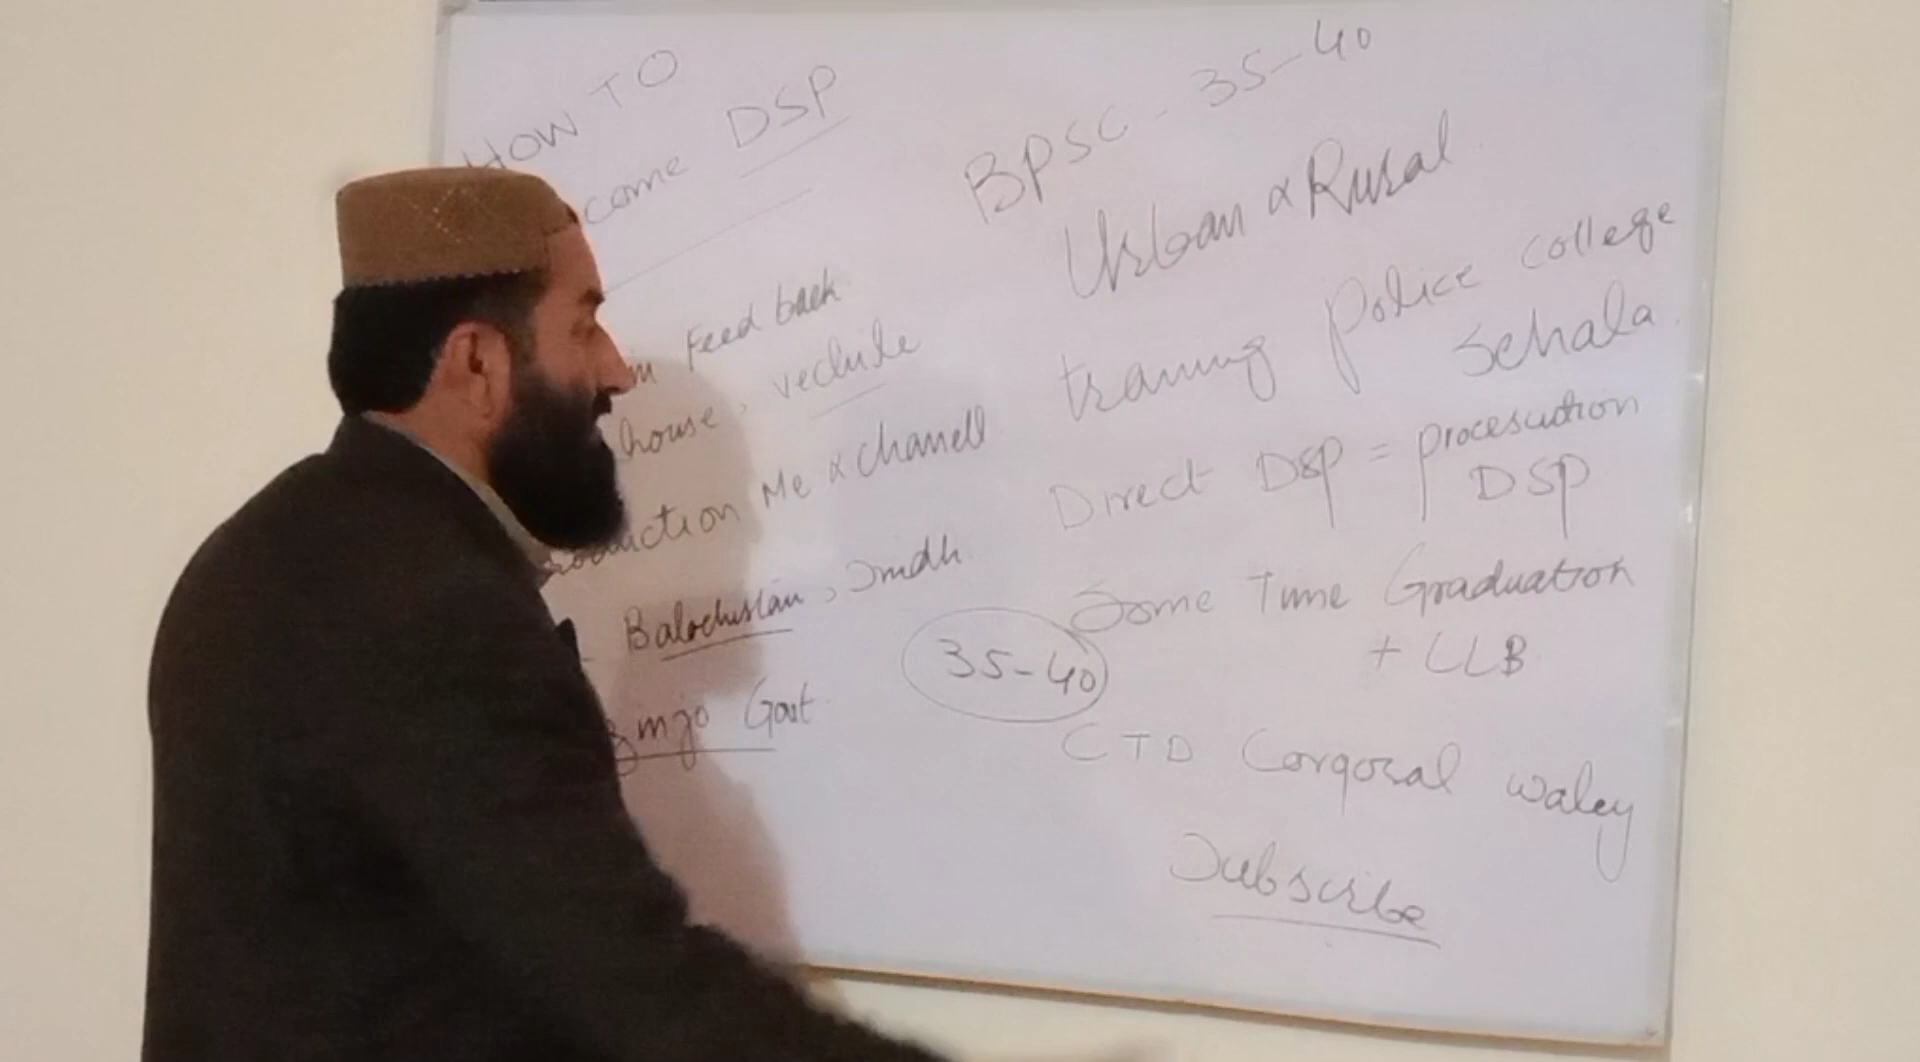 HOW TO
come DSP
Feed back
house, vechile
roduction Me & chanell
Balochistan, Sindh.
Govt
BPSC - 35-40
Urban & Rural
training Police college
Sehala
Direct DSP = procesution
DSP
Some Time Graduation
+ LLB
35-40
CTD Corporal waley
Subscribe